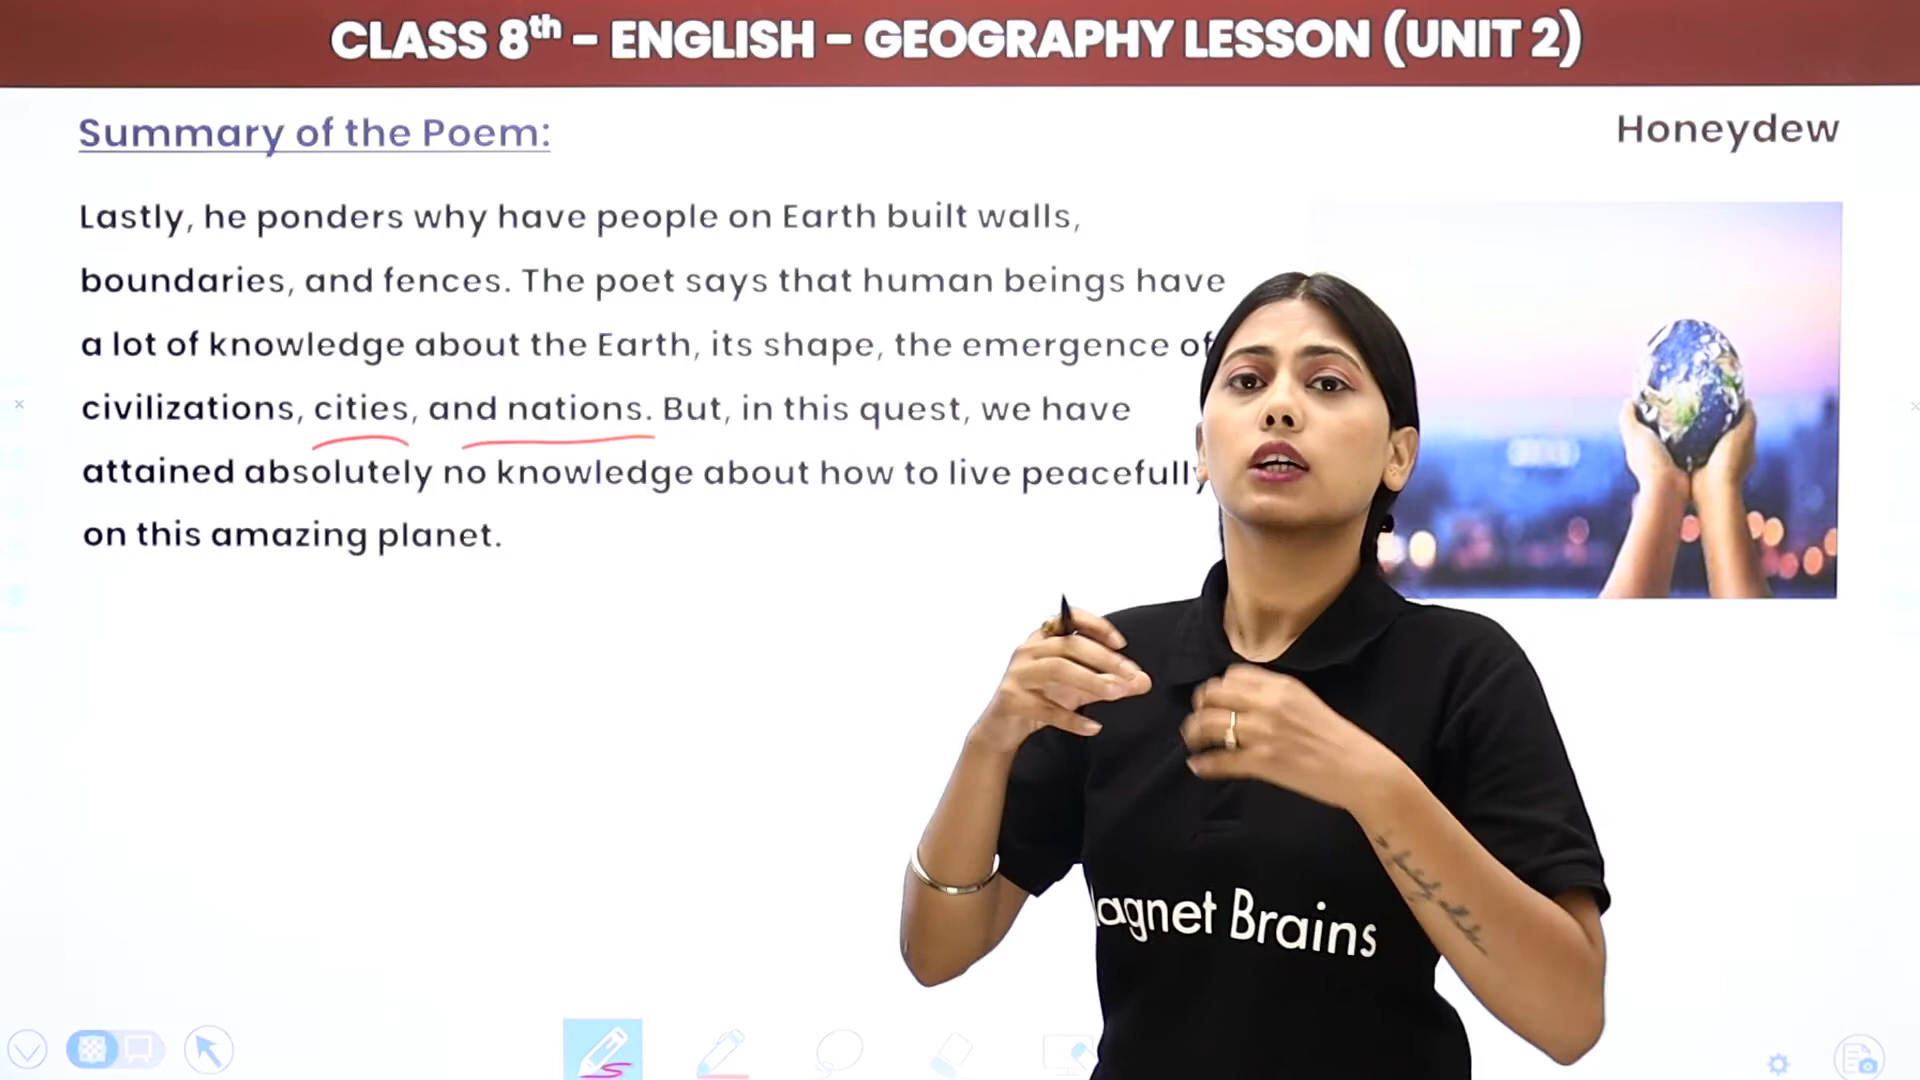 CLASS 8th - ENGLISH - GEOGRAPHY LESSON (UNIT 2)
Summary of the Poem:
Honeydew
Lastly, he ponders why have people on Earth built walls,
boundaries, and fences. The poet says that human beings have
a lot of knowledge about the Earth, its shape, the emergence of
civilizations, cities, and nations. But, in this quest, we have
attained absolutely no knowledge about how to live peacefully
on this amazing planet.
agnet Brains